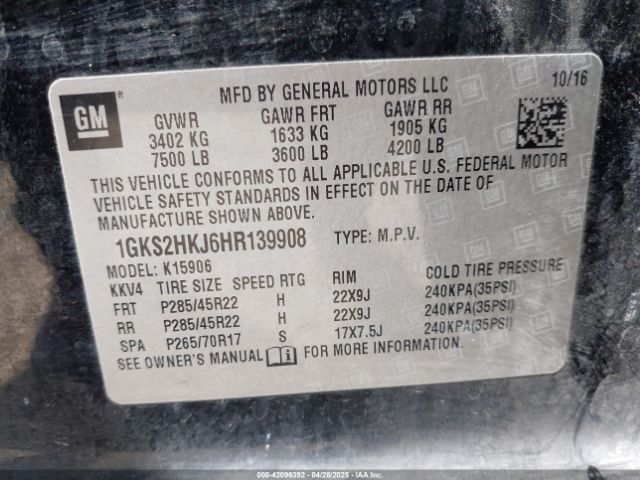 GM ®
MFD BY GENERAL MOTORS LLC 10/16
GVWR GAWR FRT GAWR RR
3402 KG 1633 KG 1905 KG
7500 LB 3600 LB 4200 LB
THIS VEHICLE CONFORMS TO ALL APPLICABLE U.S. FEDERAL MOTOR
VEHICLE SAFETY STANDARDS IN EFFECT ON THE DATE OF
MANUFACTURE SHOWN ABOVE.
1GKS2HKJ6HR139908 TYPE: M.P.V.
MODEL: K15906
KKV4 TIRE SIZE SPEED RTG RIM COLD TIRE PRESSURE
FRT P285/45R22 H 22X9J 240KPA(35PSI)
RR P285/45R22 H 22X9J 240KPA(35PSI)
SPA P265/70R17 S 17X7.5J 240KPA(35PSI)
SEE OWNER'S MANUAL i FOR MORE INFORMATION.
000-42096392 - 04/28/2025 - IAAI.COM